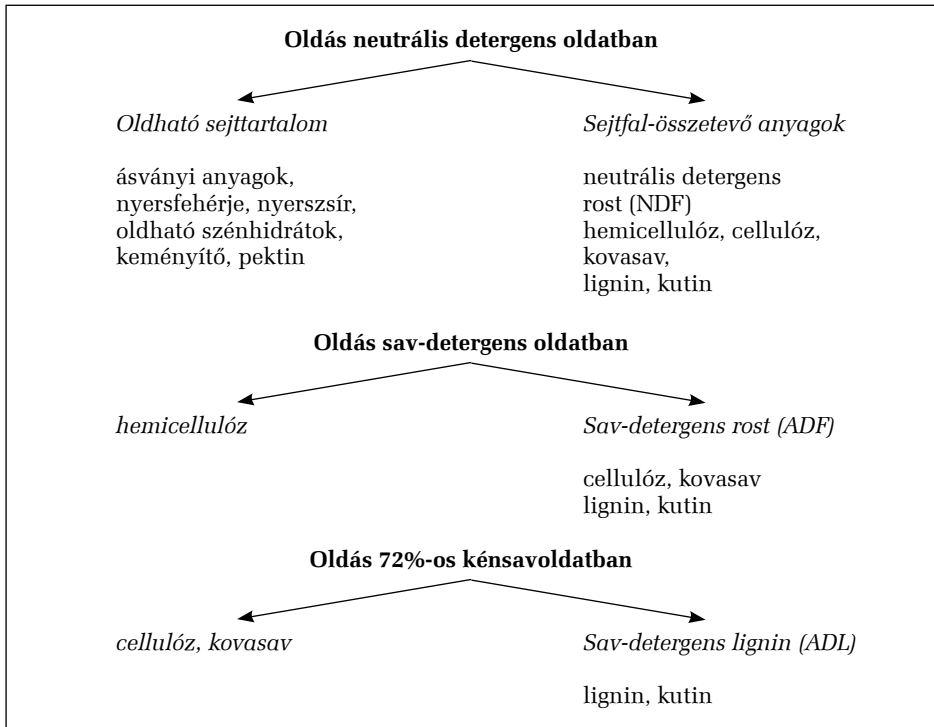 Oldás neutrális detergens oldatban
Oldható sejttartalom
ásványi anyagok,
nyersfehérje, nyerszsír,
oldható szénhidrátok,
keményítő, pektin
Sejtfal-összetevő anyagok
neutrális detergens
rost (NDF)
hemicellulóz, cellulóz,
kovasav,
lignin, kutin
Oldás sav-detergens oldatban
hemicellulóz
Sav-detergens rost (ADF)
cellulóz, kovasav
lignin, kutin
Oldás 72%-os kénsavoldatban
cellulóz, kovasav
Sav-detergens lignin (ADL)
lignin, kutin